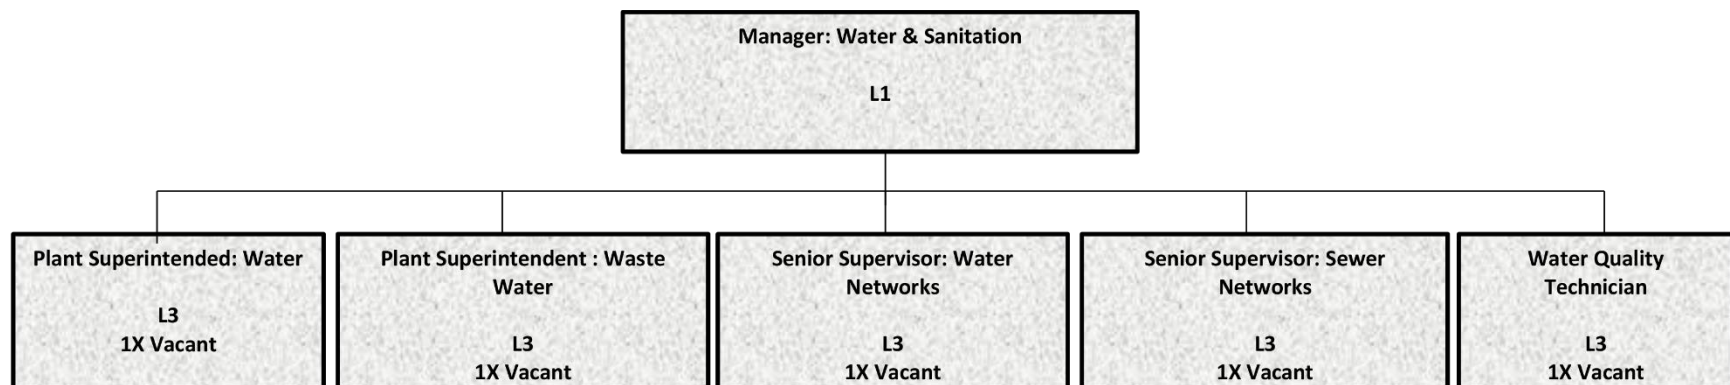 Manager: Water & Sanitation
L1
Plant Superintended: Water
L3
1X Vacant
Plant Superintendent : Waste
Water
L3
1X Vacant
Senior Supervisor: Water
Networks
L3
1X Vacant
Senior Supervisor: Sewer
Networks
L3
1X Vacant
Water Quality
Technician
L3
1X Vacant